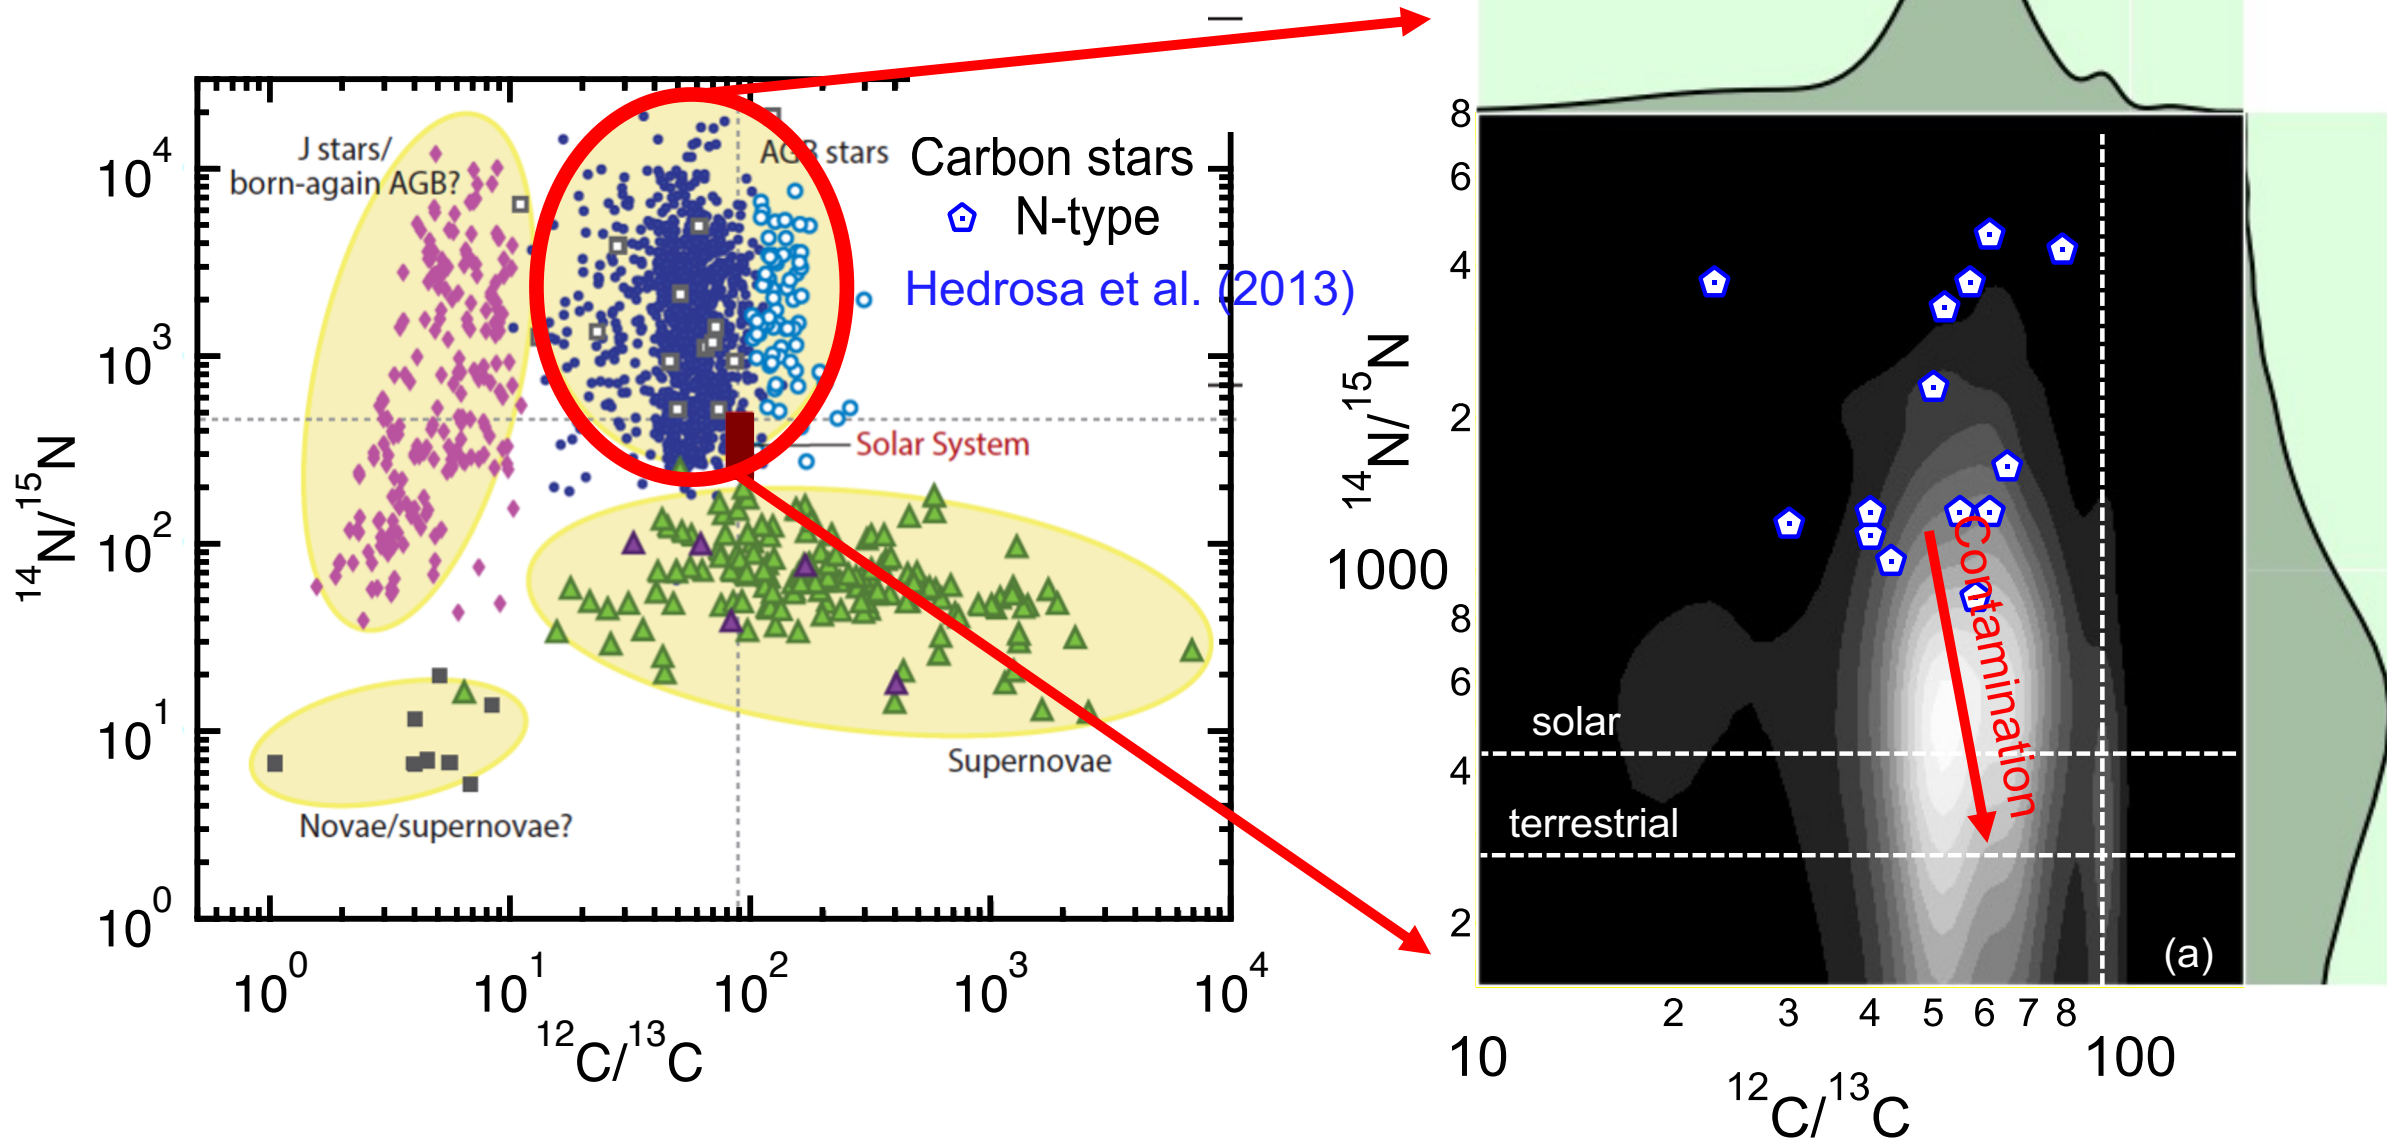 J stars/
born-again AGB?
AGB stars
Carbon stars
N-type
Hedrosa et al. (2013)
Solar System
Supernovae
Novae/supernovae?
10^4
10^3
10^2
10^1
10^0
^14N/^15N
10^0 10^1 10^2 10^3 10^4
^12C/^13C
8
6
4
2
1000
8
6
4
2
^14N/^15N
Contamination
solar
terrestrial
(a)
2 3 4 5 6 7 8
10 100
^12C/^13C